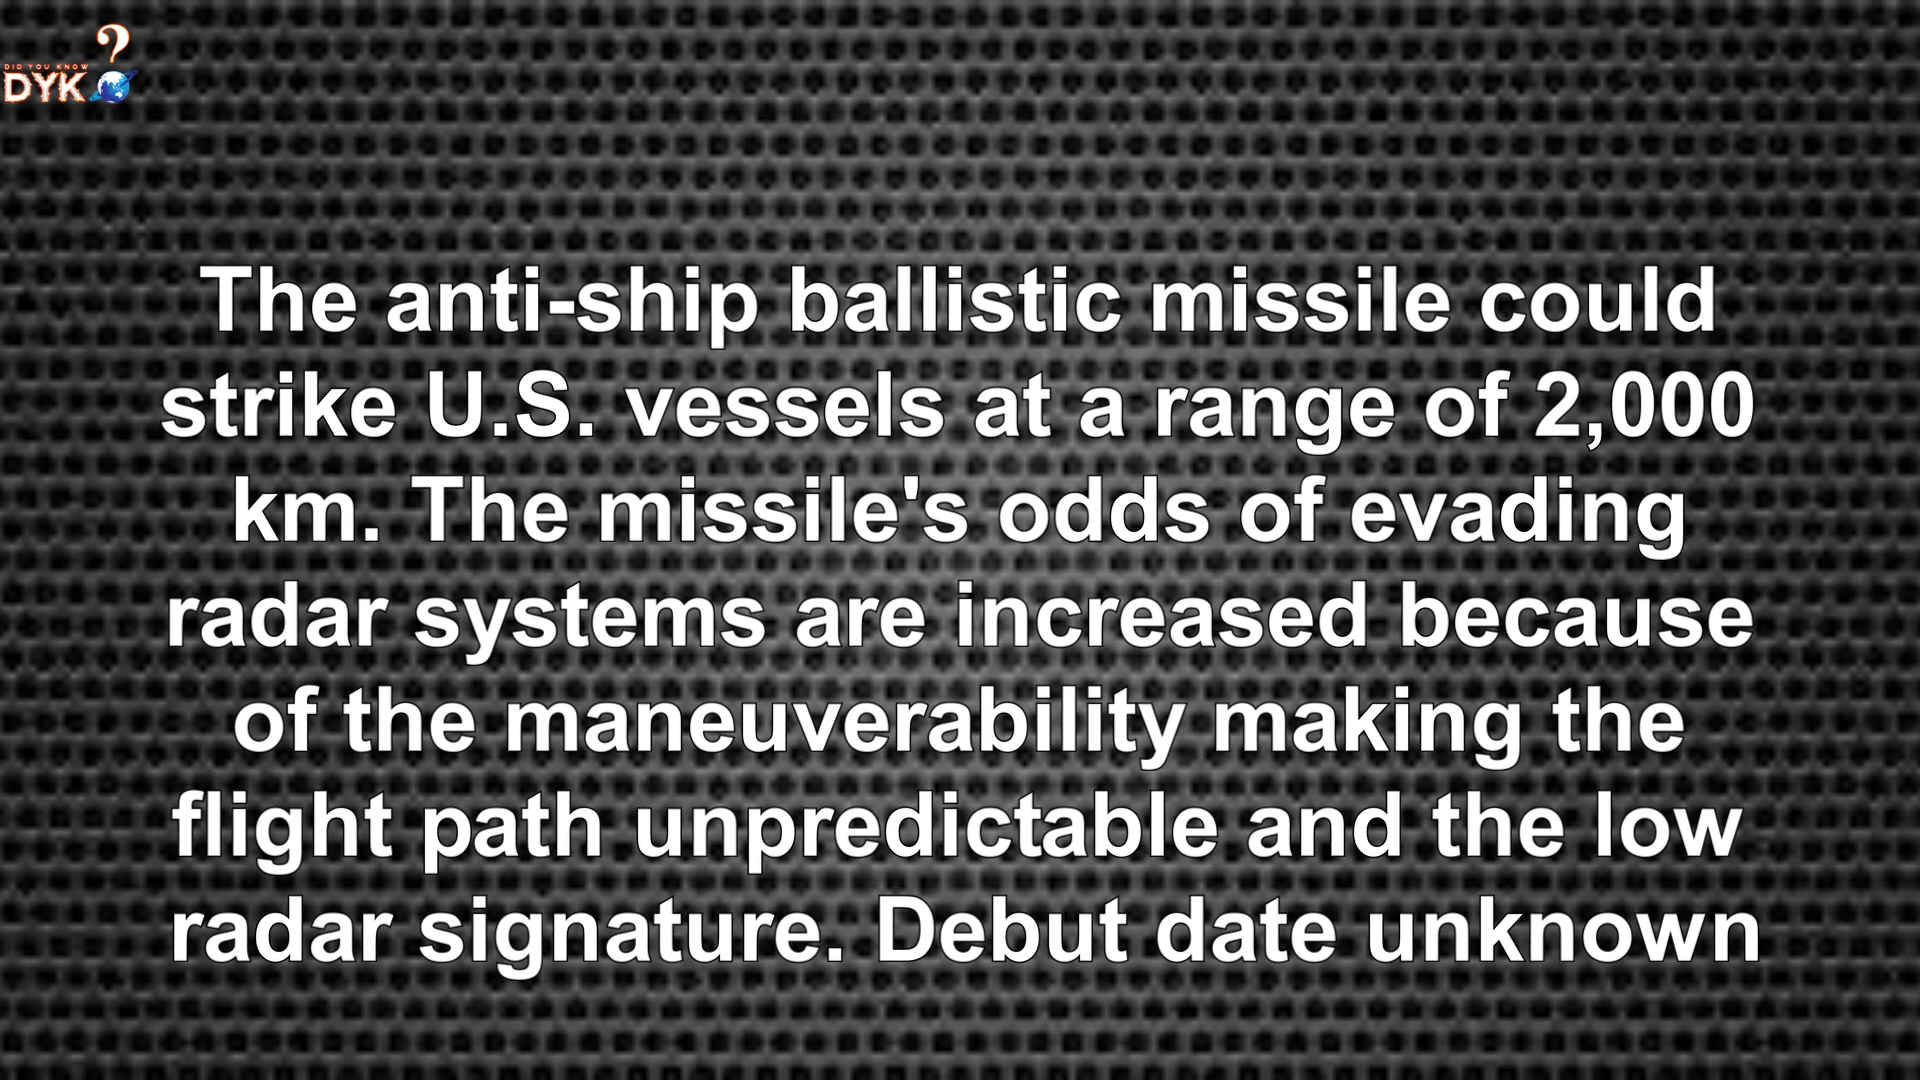 ?
DID YOU KNOW
DYK
The anti-ship ballistic missile could
strike U.S. vessels at a range of 2,000
km. The missile's odds of evading
radar systems are increased because
of the maneuverability making the
flight path unpredictable and the low
radar signature. Debut date unknown